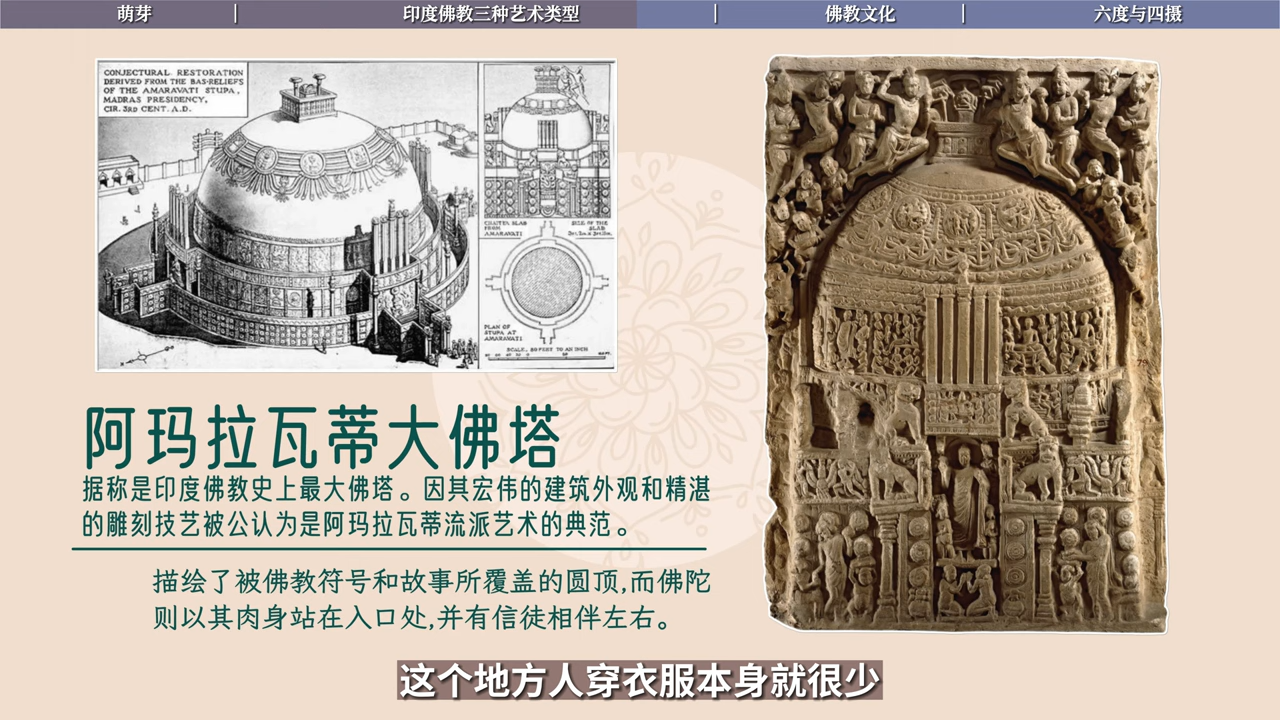 萌芽 | 印度佛教三种艺术类型 | 佛教文化 | 六度与四摄
CONJECTURAL RESTORATION
DERIVED FROM THE BAS-RELIEFS
OF THE AMARAVATI STUPA,
MADRAS PRESIDENCY,
CIR. 3RD CENT. A.D.
FROM
AMARAVATI
SIZE OF THE
SLAB
PLAN OF
STUPA AT
AMARAVATI
阿玛拉瓦蒂大佛塔
据称是印度佛教史上最大佛塔。因其宏伟的建筑外观和精湛
的雕刻技艺被公认为是阿玛拉瓦蒂流派艺术的典范。
描绘了被佛教符号和故事所覆盖的圆顶,而佛陀
则以其肉身站在入口处,并有信徒相伴左右。
这个地方人穿衣服本身就很少